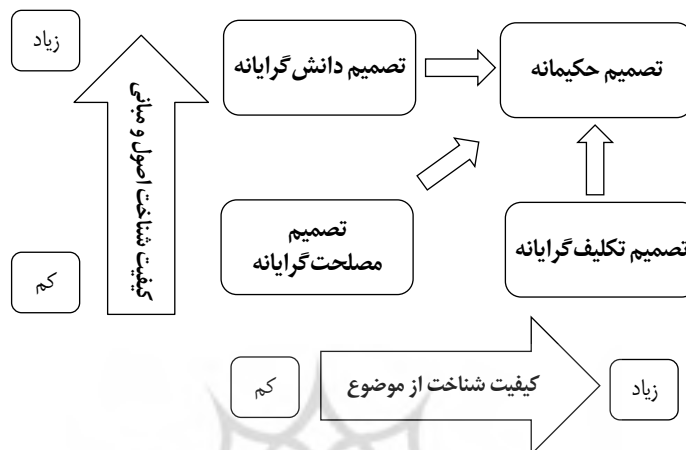 زیاد
تصمیم دانش‌گرایانه
تصمیم حکیمانه
کیفیت شناخت اصول و مبانی
تصمیم
مصلحت‌گرایانه
تصمیم تکلیف‌گرایانه
کم
کم
کیفیت شناخت از موضوع
زیاد